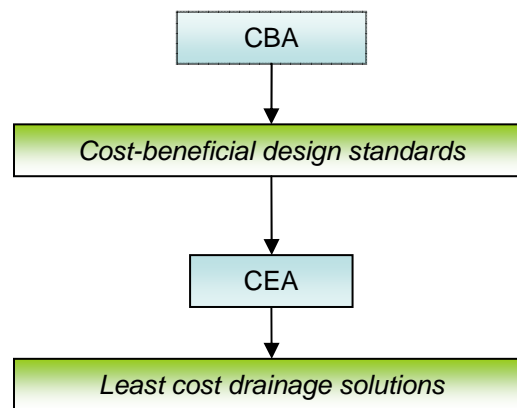 CBA
Cost-beneficial design standards
CEA
Least cost drainage solutions